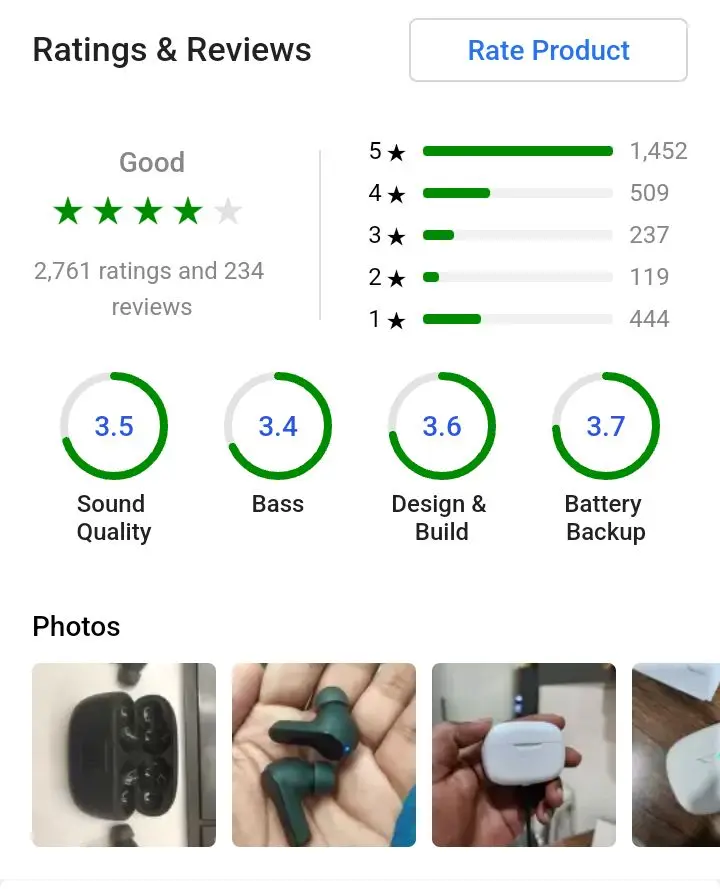 Ratings & Reviews
Rate Product
Good
2,761 ratings and 234
reviews
5★ 1,452
4★ 509
3★ 237
2★ 119
1★ 444
3.5
Sound
Quality
3.4
Bass
3.6
Design &
Build
3.7
Battery
Backup
Photos